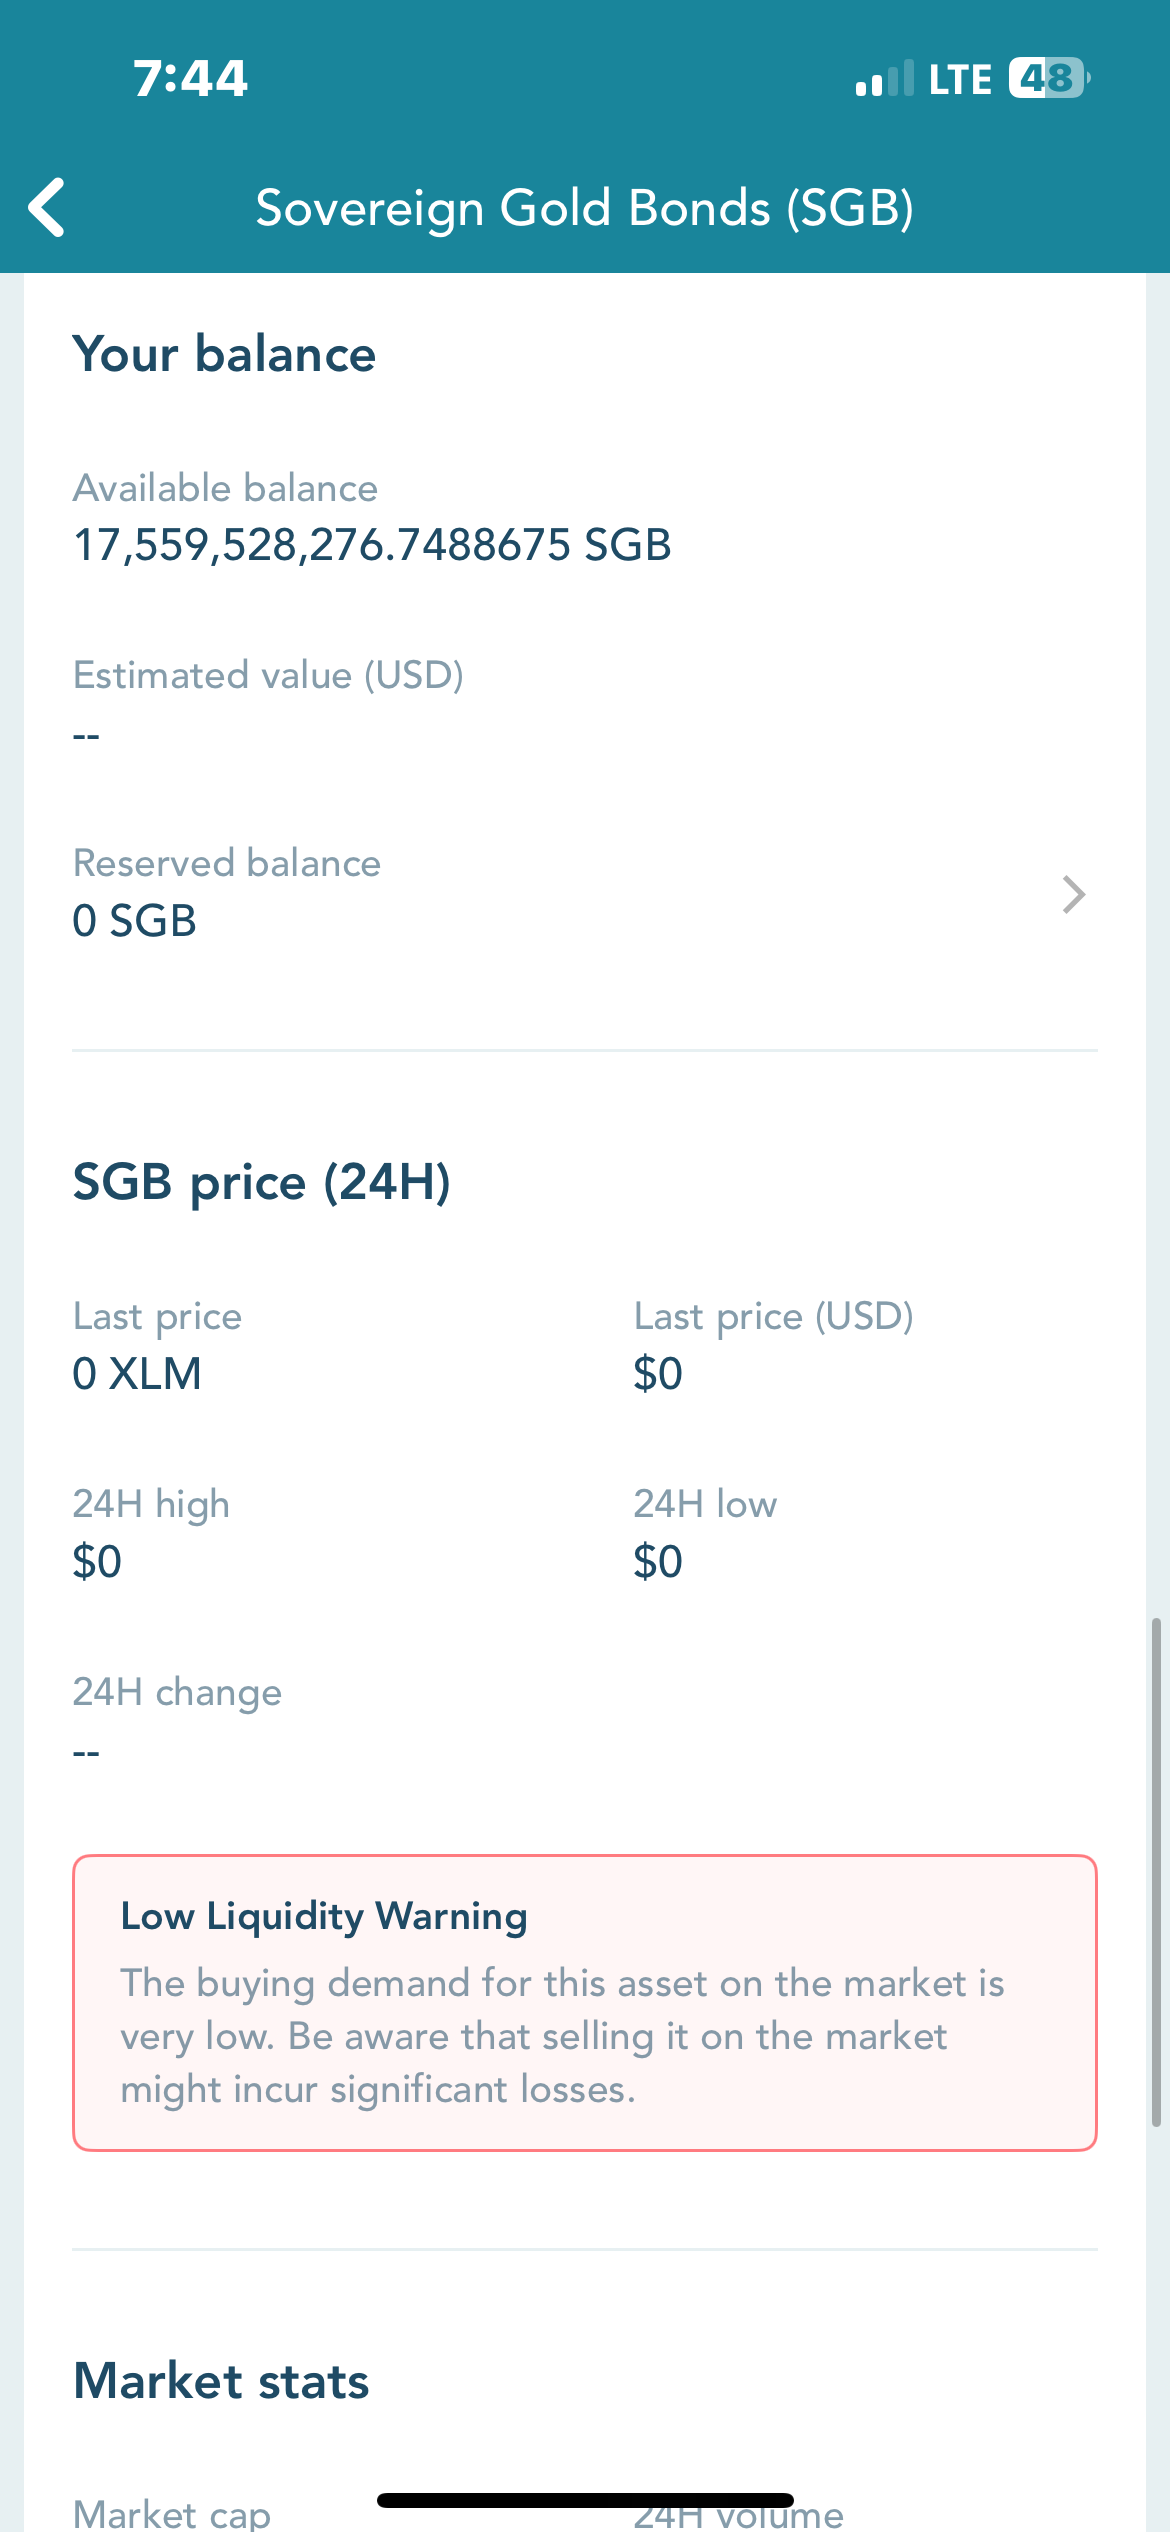 7:44
LTE 48
Sovereign Gold Bonds (SGB)
Your balance
Available balance
17,559,528,276.7488675 SGB
Estimated value (USD)
--
Reserved balance
0 SGB
SGB price (24H)
Last price
0 XLM
Last price (USD)
$0
24H high
$0
24H low
$0
24H change
--
Low Liquidity Warning
The buying demand for this asset on the market is
very low. Be aware that selling it on the market
might incur significant losses.
Market stats
Market cap
24H volume